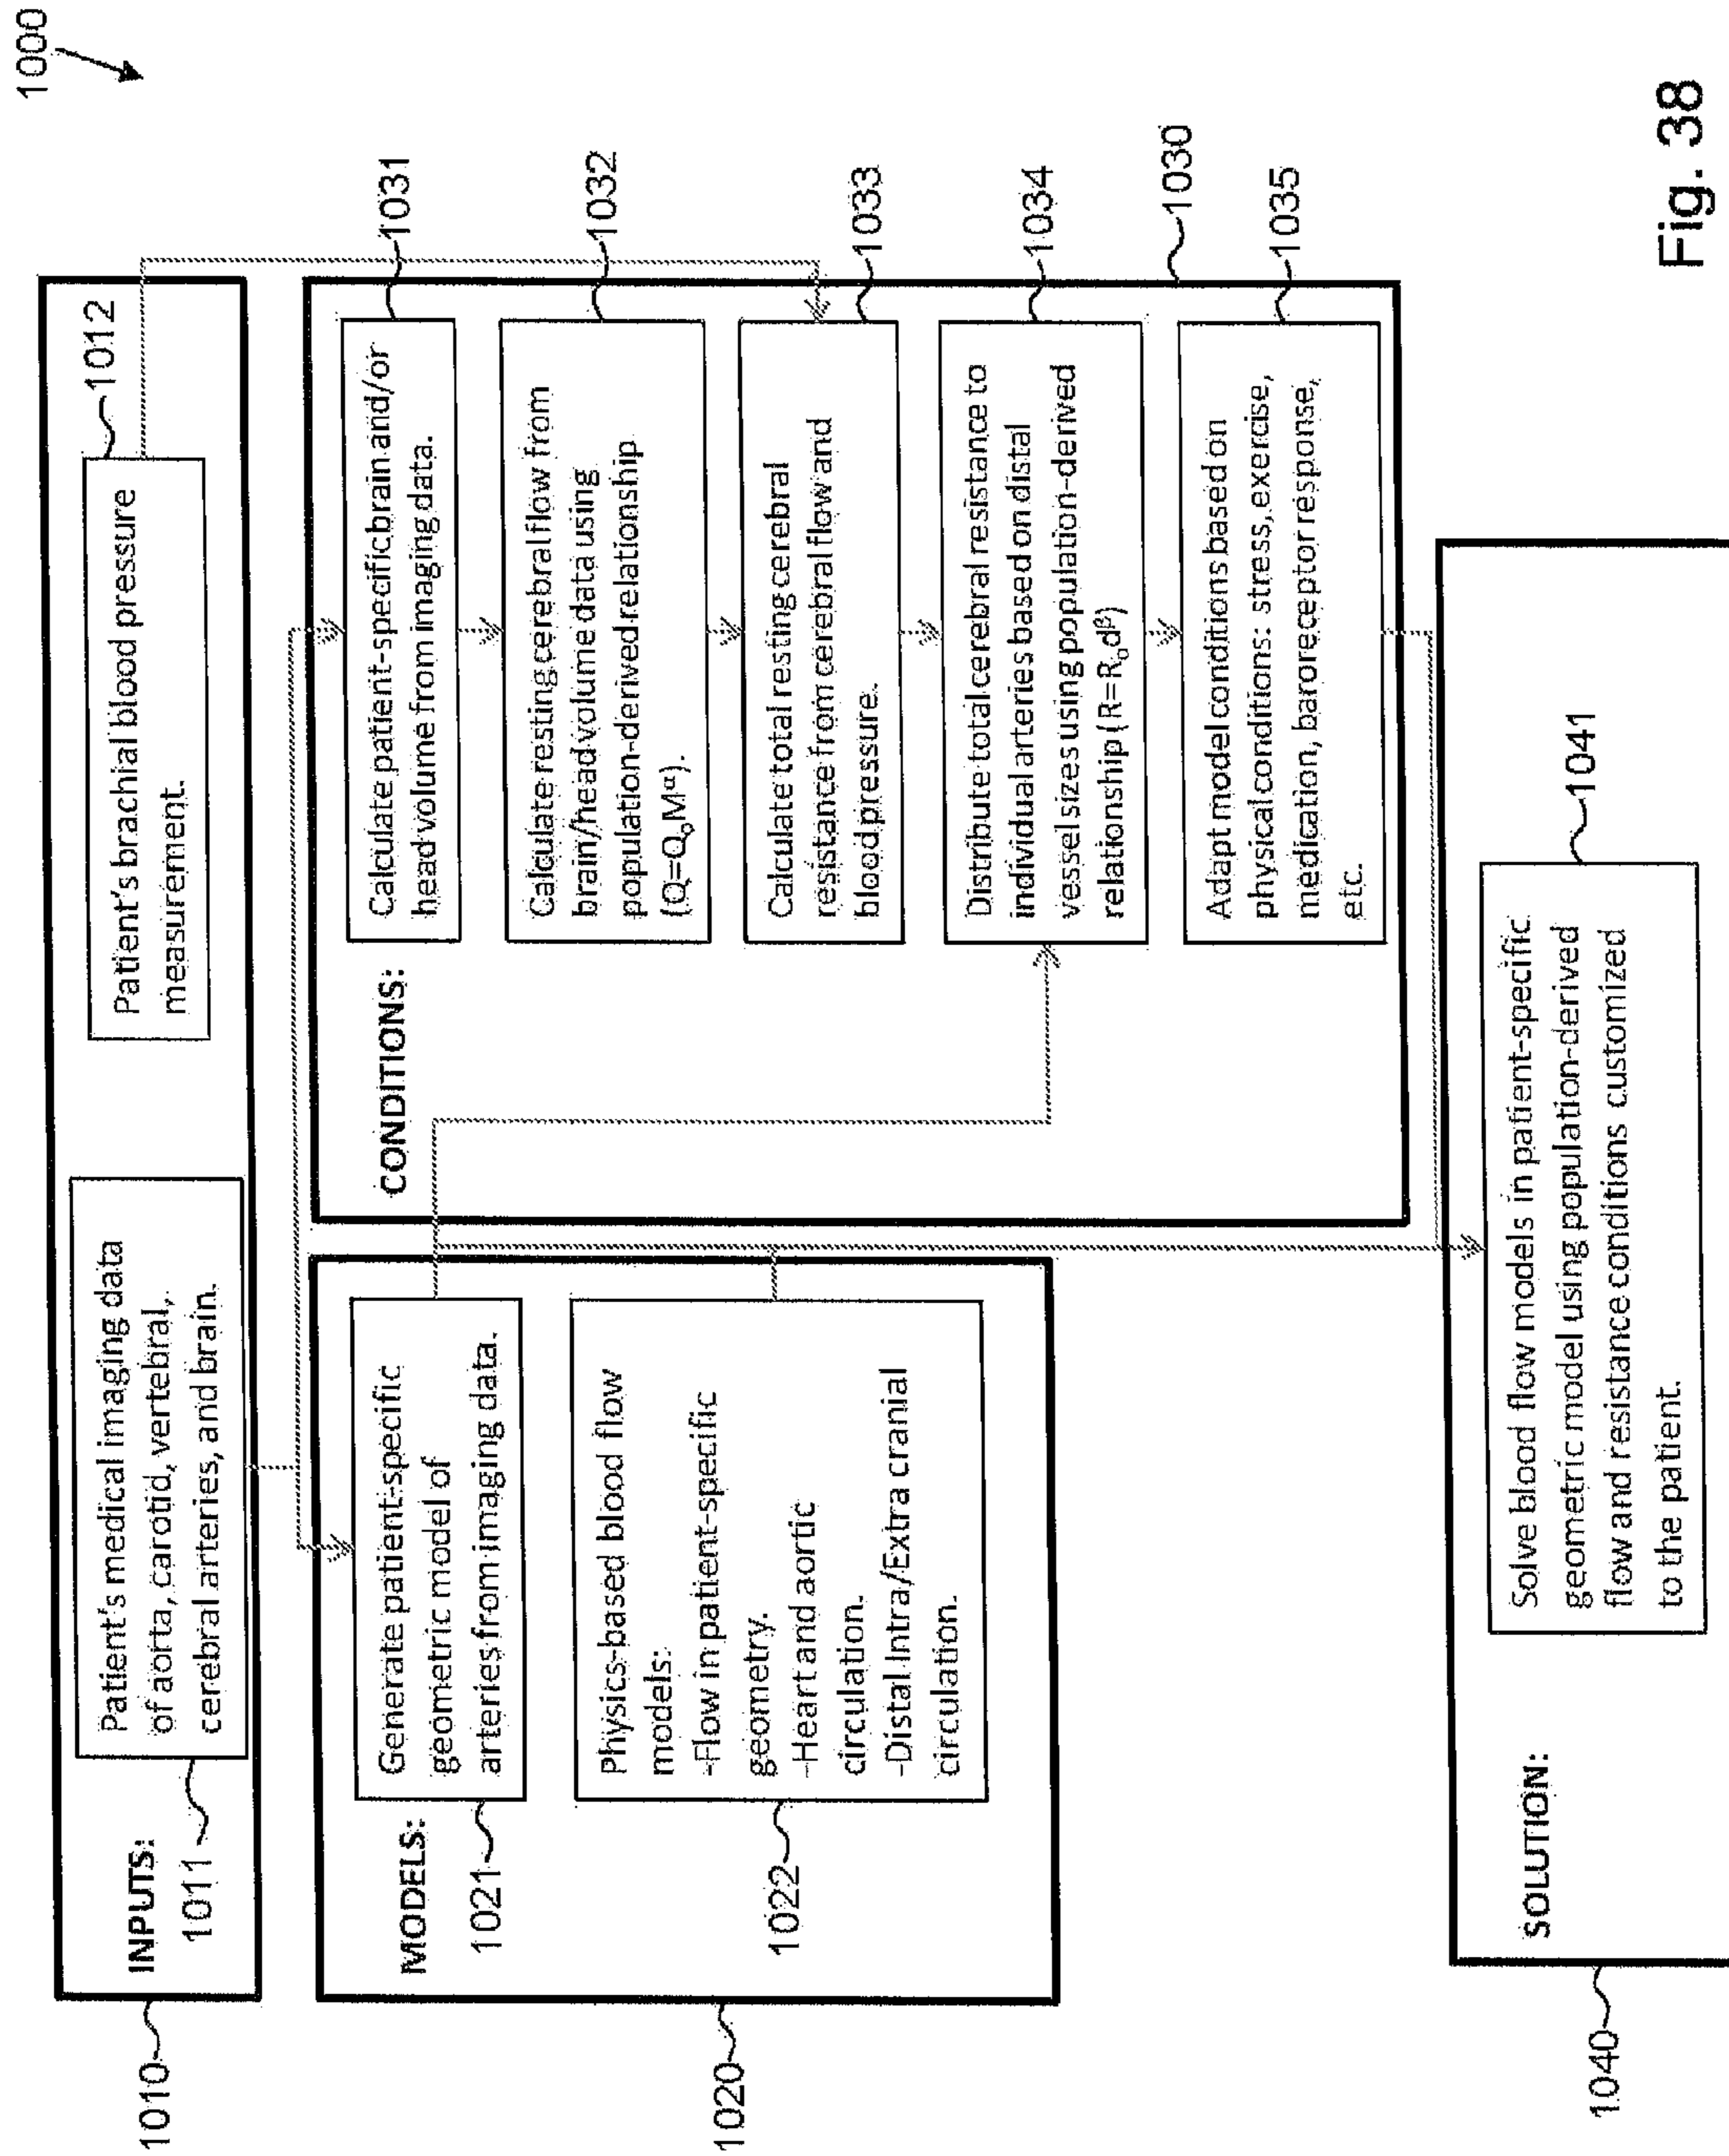 1000
1010
INPUTS:
1011
Patient's medical imaging data
of aorta, carotid, vertebral,
cerebral arteries, and brain.
1012
Patient's brachial blood pressure
measurement.
1020
MODELS:
1021
Generate patient-specific
geometric model of
arteries from imaging data.
1022
Physics-based blood flow
models:
-Flow in patient-specific
geometry.
-Heart and aortic
circulation.
-Distal Intra/Extra cranial
circulation.
CONDITIONS:
Calculate patient-specific brain and/or
head volume from imaging data.
1031
Calculate resting cerebral flow from
brain/head volume data using
population-derived relationship
(Q=Q₀Mᵅ).
1032
Calculate total resting cerebral
resistance from cerebral flow and
blood pressure.
1033
Distribute total cerebral resistance to
individual arteries based on distal
vessel sizes using population-derived
relationship (R=R₀dᵝ)
1034
1030
Adapt model conditions based on
physical conditions: stress, exercise,
medication, baroreceptor response,
etc.
1035
1040
SOLUTION:
Solve blood flow models in patient-specific
geometric model using population-derived
flow and resistance conditions customized
to the patient.
1041
Fig. 38